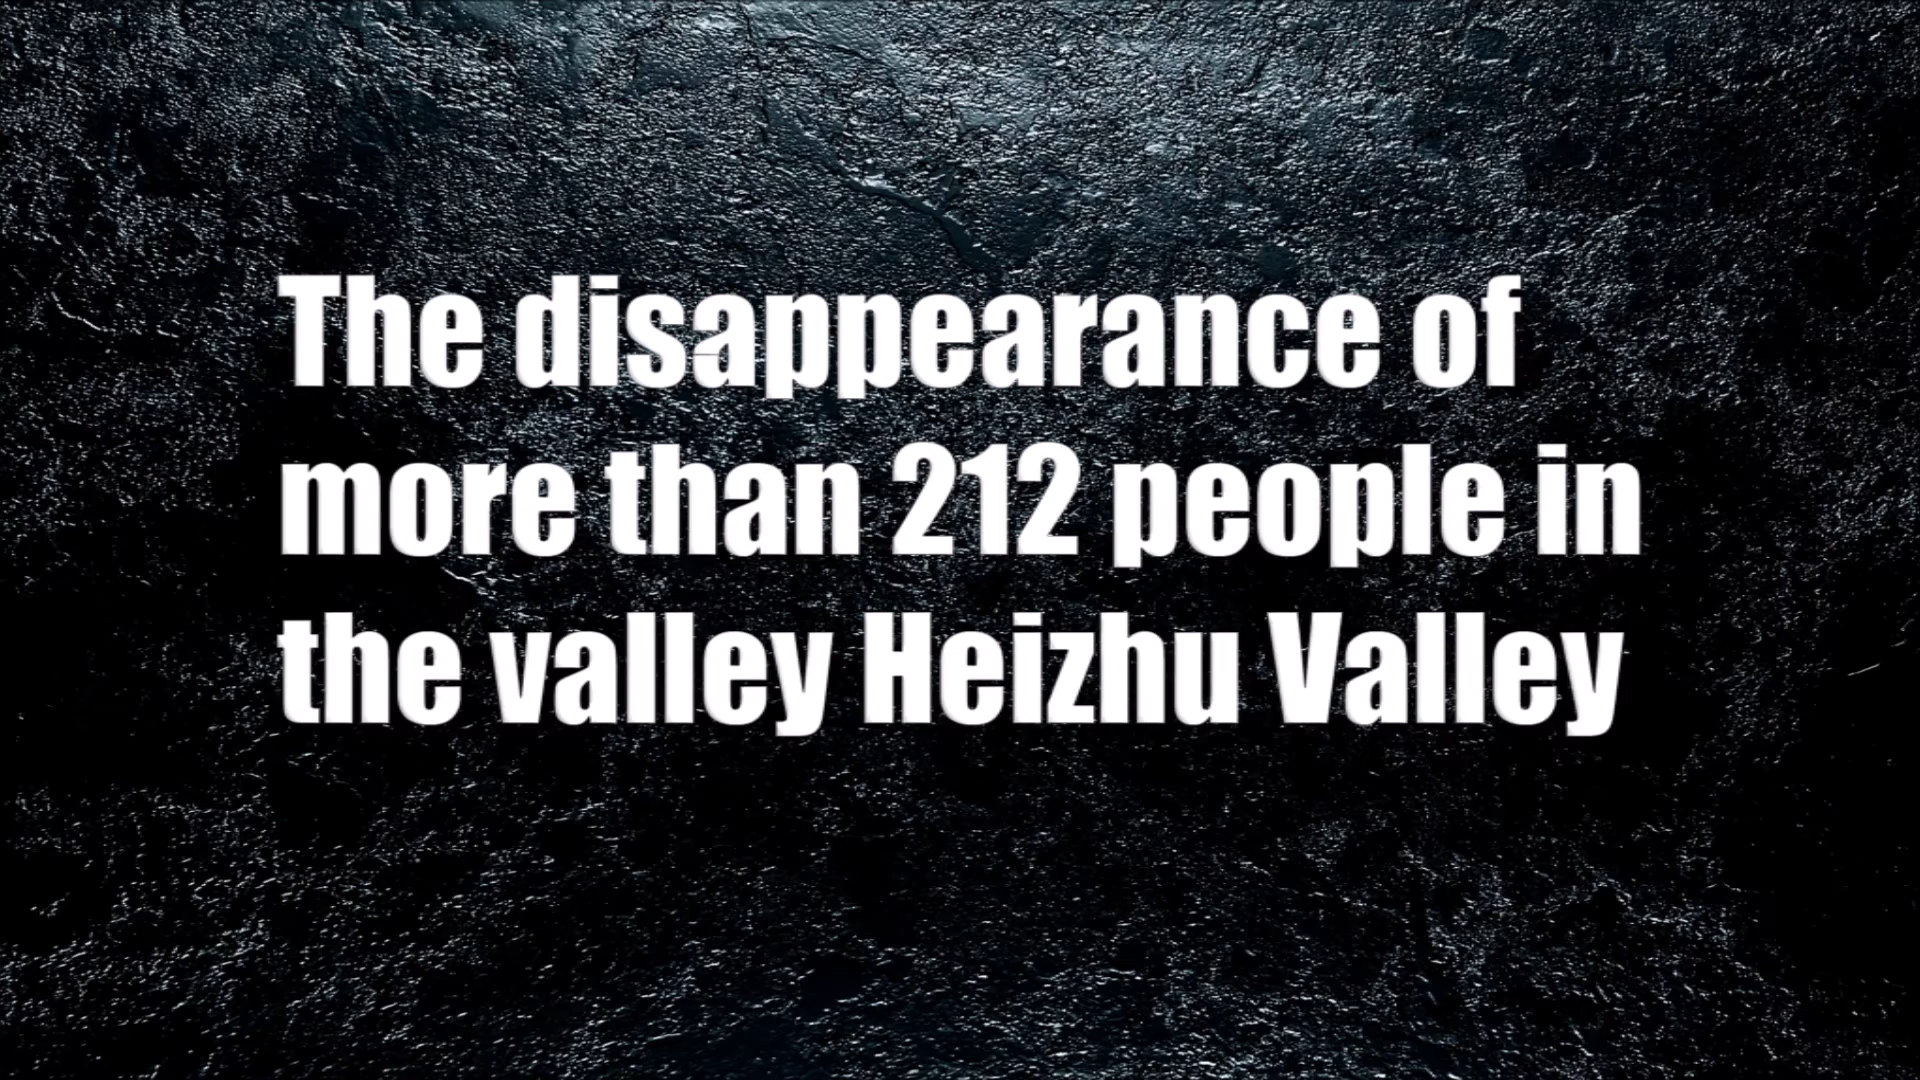 The disappearance of
more than 212 people in
the valley Heizhu Valley